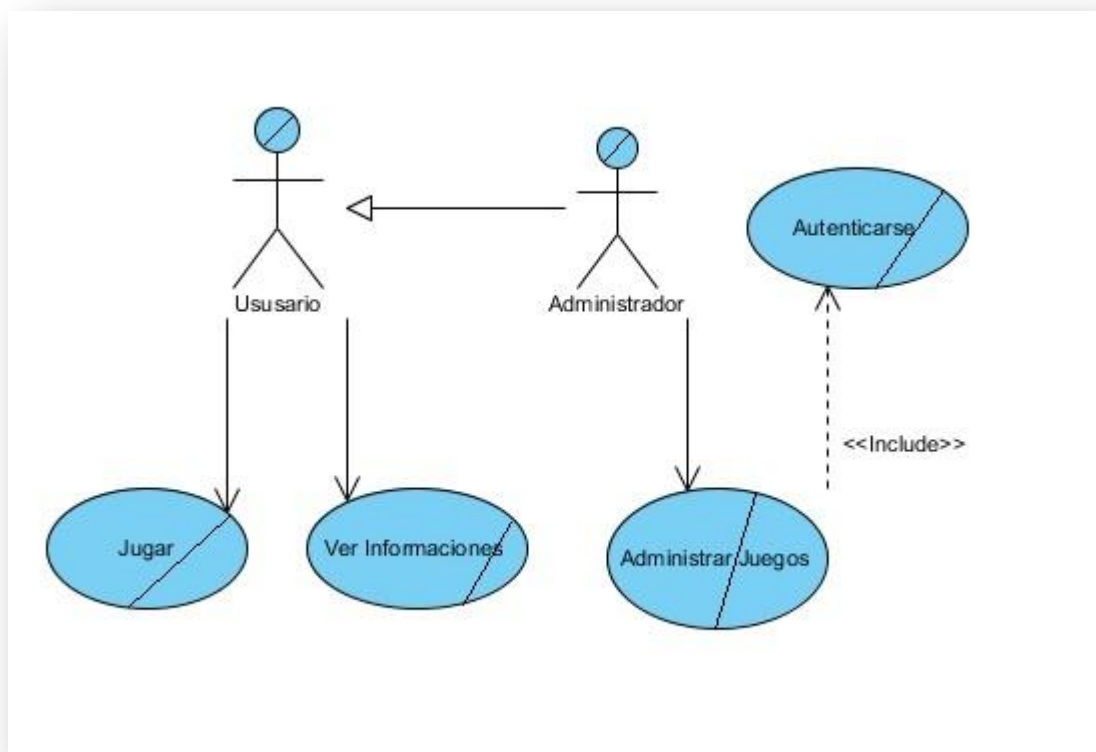 Ususario
Administrador
Autenticarse
<<Include>>
Jugar
Ver Informaciones
Administrar Juegos